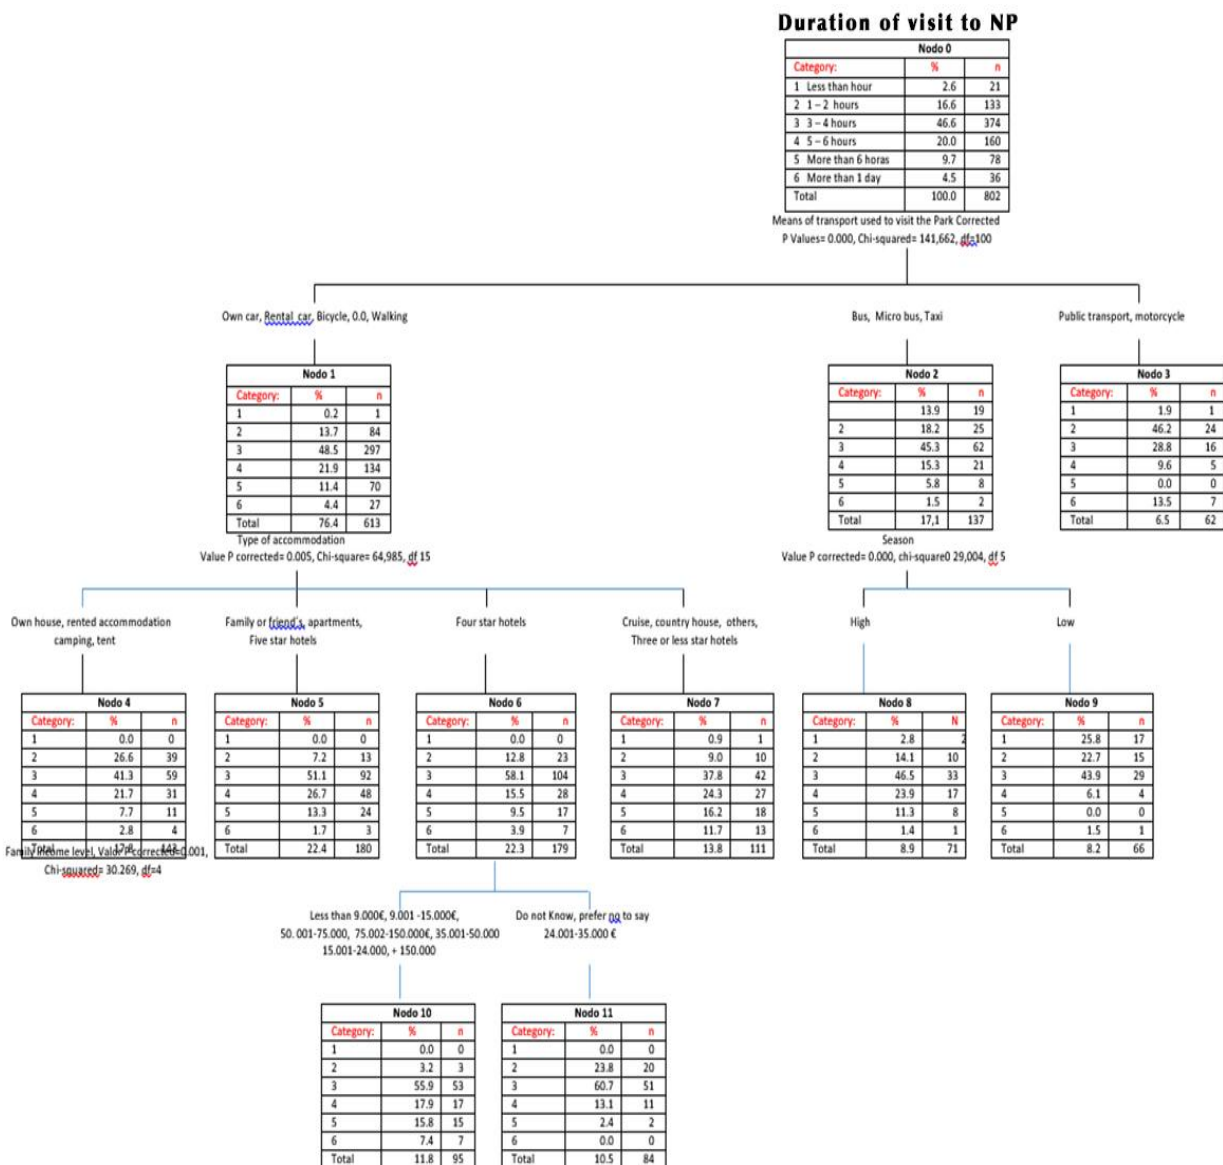 Duration of visit to NP
Nodo 0
Category: % n
1 Less than hour 2.6 21
2 1 – 2 hours 16.6 133
3 3 – 4 hours 46.6 374
4 5 – 6 hours 20.0 160
5 More than 6 horas 9.7 78
6 More than 1 day 4.5 36
Total 100.0 802
Means of transport used to visit the Park Corrected
P Values= 0.000, Chi-squared= 141,662, df=100
Own car, Rental car, Bicycle, 0.0, Walking
Bus, Micro bus, Taxi
Public transport, motorcycle
Nodo 1
Category: % n
1 0.2 1
2 13.7 84
3 48.5 297
4 21.9 134
5 11.4 70
6 4.4 27
Total 76.4 613
Type of accommodation
Value P corrected= 0.005, Chi-square= 64,985, df 15
Nodo 2
Category: % n
13.9 19
2 18.2 25
3 45.3 62
4 15.3 21
5 5.8 8
6 1.5 2
Total 17,1 137
Season
Value P corrected= 0.000, chi-square0 29,004, df 5
Nodo 3
Category: % n
1 1.9 1
2 46.2 24
3 28.8 16
4 9.6 5
5 0.0 0
6 13.5 7
Total 6.5 62
Own house, rented accommodation
camping, tent
Family or friend´s, apartments,
Five star hotels
Four star hotels
Cruise, country house, others,
Three or less star hotels
High
Low
Nodo 4
Category: % n
1 0.0 0
2 26.6 39
3 41.3 59
4 21.7 31
5 7.7 11
6 2.8 4
Total
Family Income level, Valor P corrected=0.001,
Chi-squared= 30.269, df=4
Nodo 5
Category: % n
1 0.0 0
2 7.2 13
3 51.1 92
4 26.7 48
5 13.3 24
6 1.7 3
Total 22.4 180
Nodo 6
Category: % n
1 0.0 0
2 12.8 23
3 58.1 104
4 15.5 28
5 9.5 17
6 3.9 7
Total 22.3 179
Nodo 7
Category: % n
1 0.9 1
2 9.0 10
3 37.8 42
4 24.3 27
5 16.2 18
6 11.7 13
Total 13.8 111
Nodo 8
Category: % N
1 2.8 2
2 14.1 10
3 46.5 33
4 23.9 17
5 11.3 8
6 1.4 1
Total 8.9 71
Nodo 9
Category: % n
1 25.8 17
2 22.7 15
3 43.9 29
4 6.1 4
5 0.0 0
6 1.5 1
Total 8.2 66
Less than 9.000€, 9.001 -15.000€,
50. 001-75.000, 75.002-150.000€, 35.001-50.000
15.001-24.000, + 150.000
Do not Know, prefer no to say
24.001-35.000 €
Nodo 10
Category: % n
1 0.0 0
2 3.2 3
3 55.9 53
4 17.9 17
5 15.8 15
6 7.4 7
Total 11.8 95
Nodo 11
Category: % n
1 0.0 0
2 23.8 20
3 60.7 51
4 13.1 11
5 2.4 2
6 0.0 0
Total 10.5 84